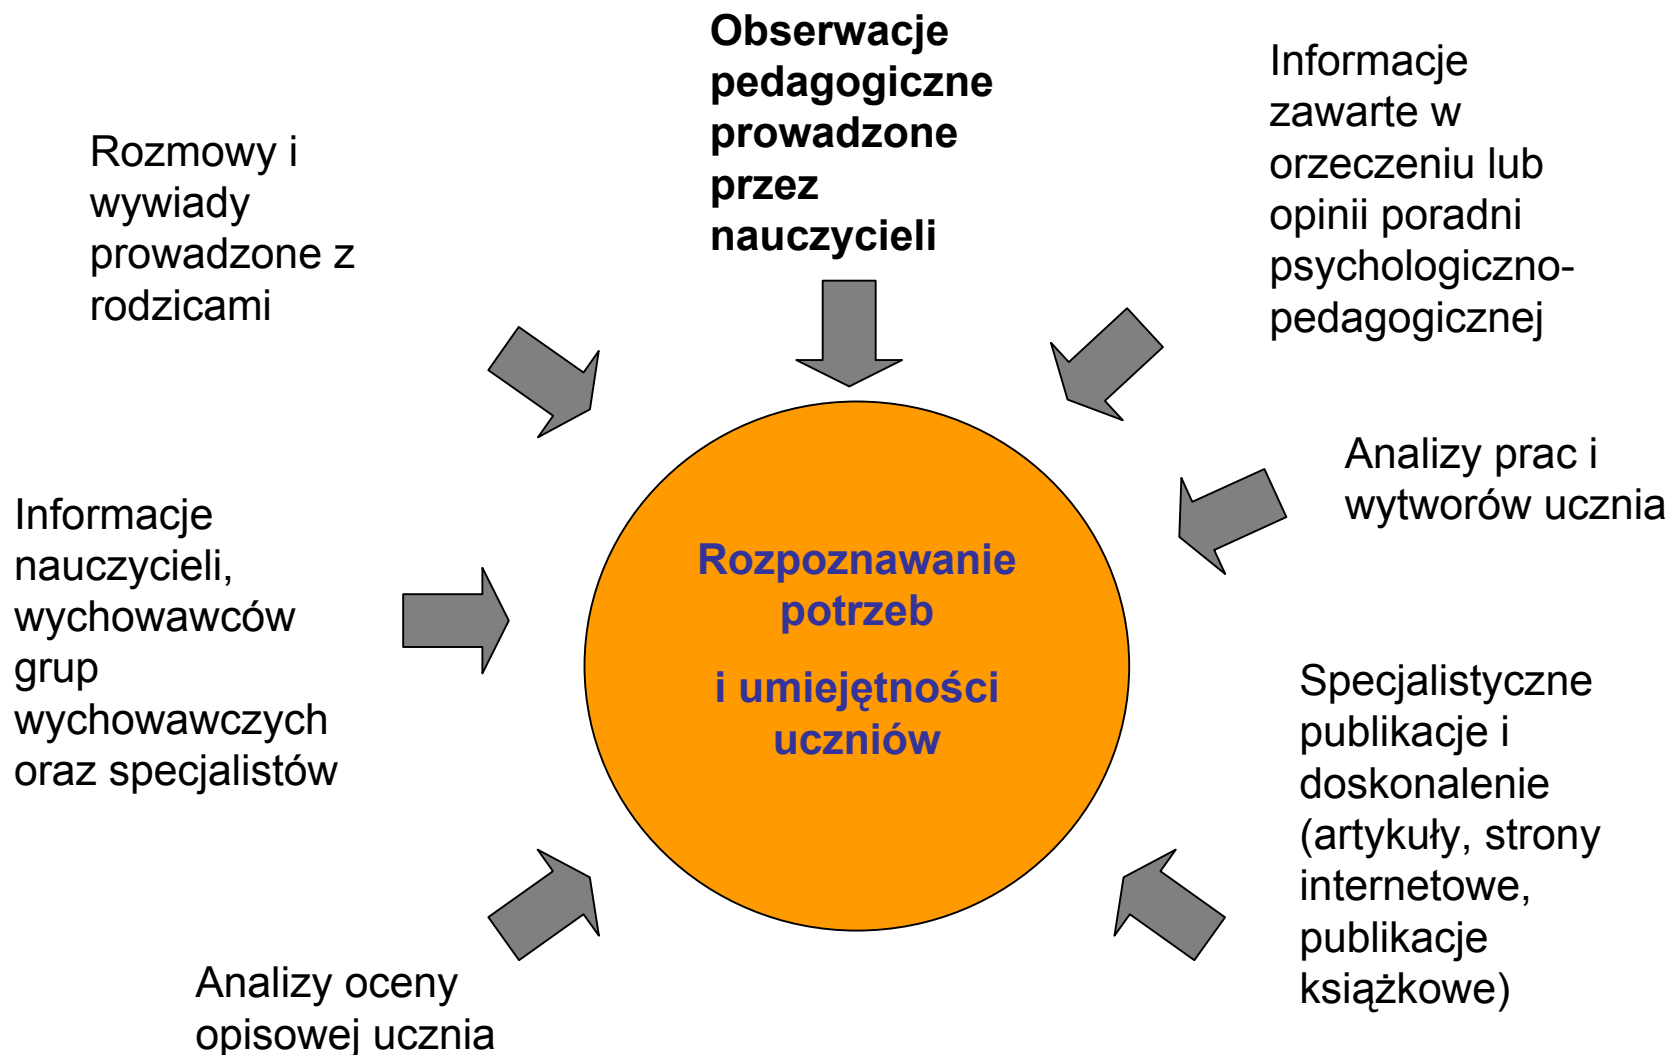 Obserwacje
pedagogiczne
prowadzone
przez
nauczycieli
Informacje
zawarte w
orzeczeniu lub
opinii poradni
psychologiczno-
pedagogicznej
Rozmowy i
wywiady
prowadzone z
rodzicami
Analizy prac i
wytworów ucznia
Informacje
nauczycieli,
wychowawców
grup
wychowawczych
oraz specjalistów
Rozpoznawanie
potrzeb
i umiejętności
uczniów
Specjalistyczne
publikacje i
doskonalenie
(artykuły, strony
internetowe,
publikacje
książkowe)
Analizy oceny
opisowej ucznia